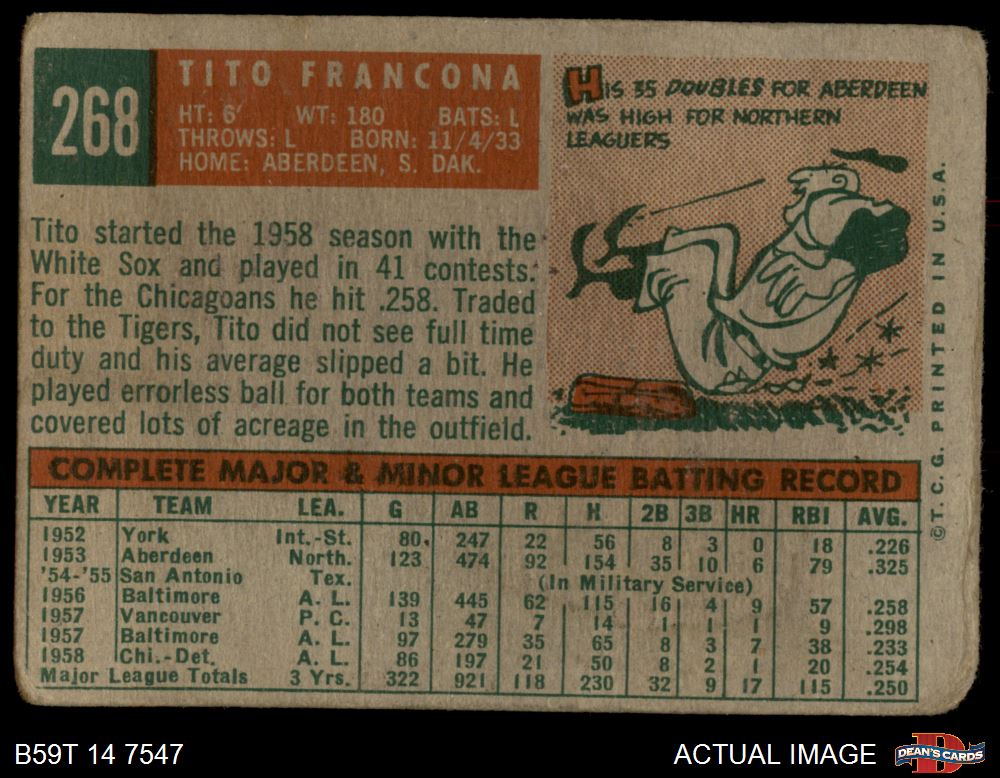 268
TITO FRANCONA
HT: 6' WT: 180 BATS: L
THROWS: L BORN: 11/4/33
HOME: ABERDEEN, S. DAK.
HIS 35 DOUBLES FOR ABERDEEN
WAS HIGH FOR NORTHERN
LEAGUERS
Tito started the 1958 season with the
White Sox and played in 41 contests.
For the Chicagoans he hit .258. Traded
to the Tigers, Tito did not see full time
duty and his average slipped a bit. He
played errorless ball for both teams and
covered lots of acreage in the outfield.
©T. C. G. PRINTED IN U.S.A.
COMPLETE MAJOR & MINOR LEAGUE BATTING RECORD
YEAR TEAM LEA. G AB R H 2B 3B HR RBI AVG.
1952 York Int.-St. 80 247 22 56 8 3 0 18 .226
1953 Aberdeen North. 123 474 92 154 35 10 6 79 .325
'54-'55 San Antonio Tex. (In Military Service)
1956 Baltimore A. L. 139 445 62 115 16 4 9 57 .258
1957 Vancouver P. C. 13 47 7 14 1 1 1 9 .298
1957 Baltimore A. L. 97 279 35 65 8 3 7 38 .233
1958 Chi.-Det. A. L. 86 197 21 50 8 2 1 20 .254
Major League Totals 3 Yrs. 322 921 118 230 32 9 17 115 .250
B59T 14 7547
ACTUAL IMAGE
DEAN'S CARDS